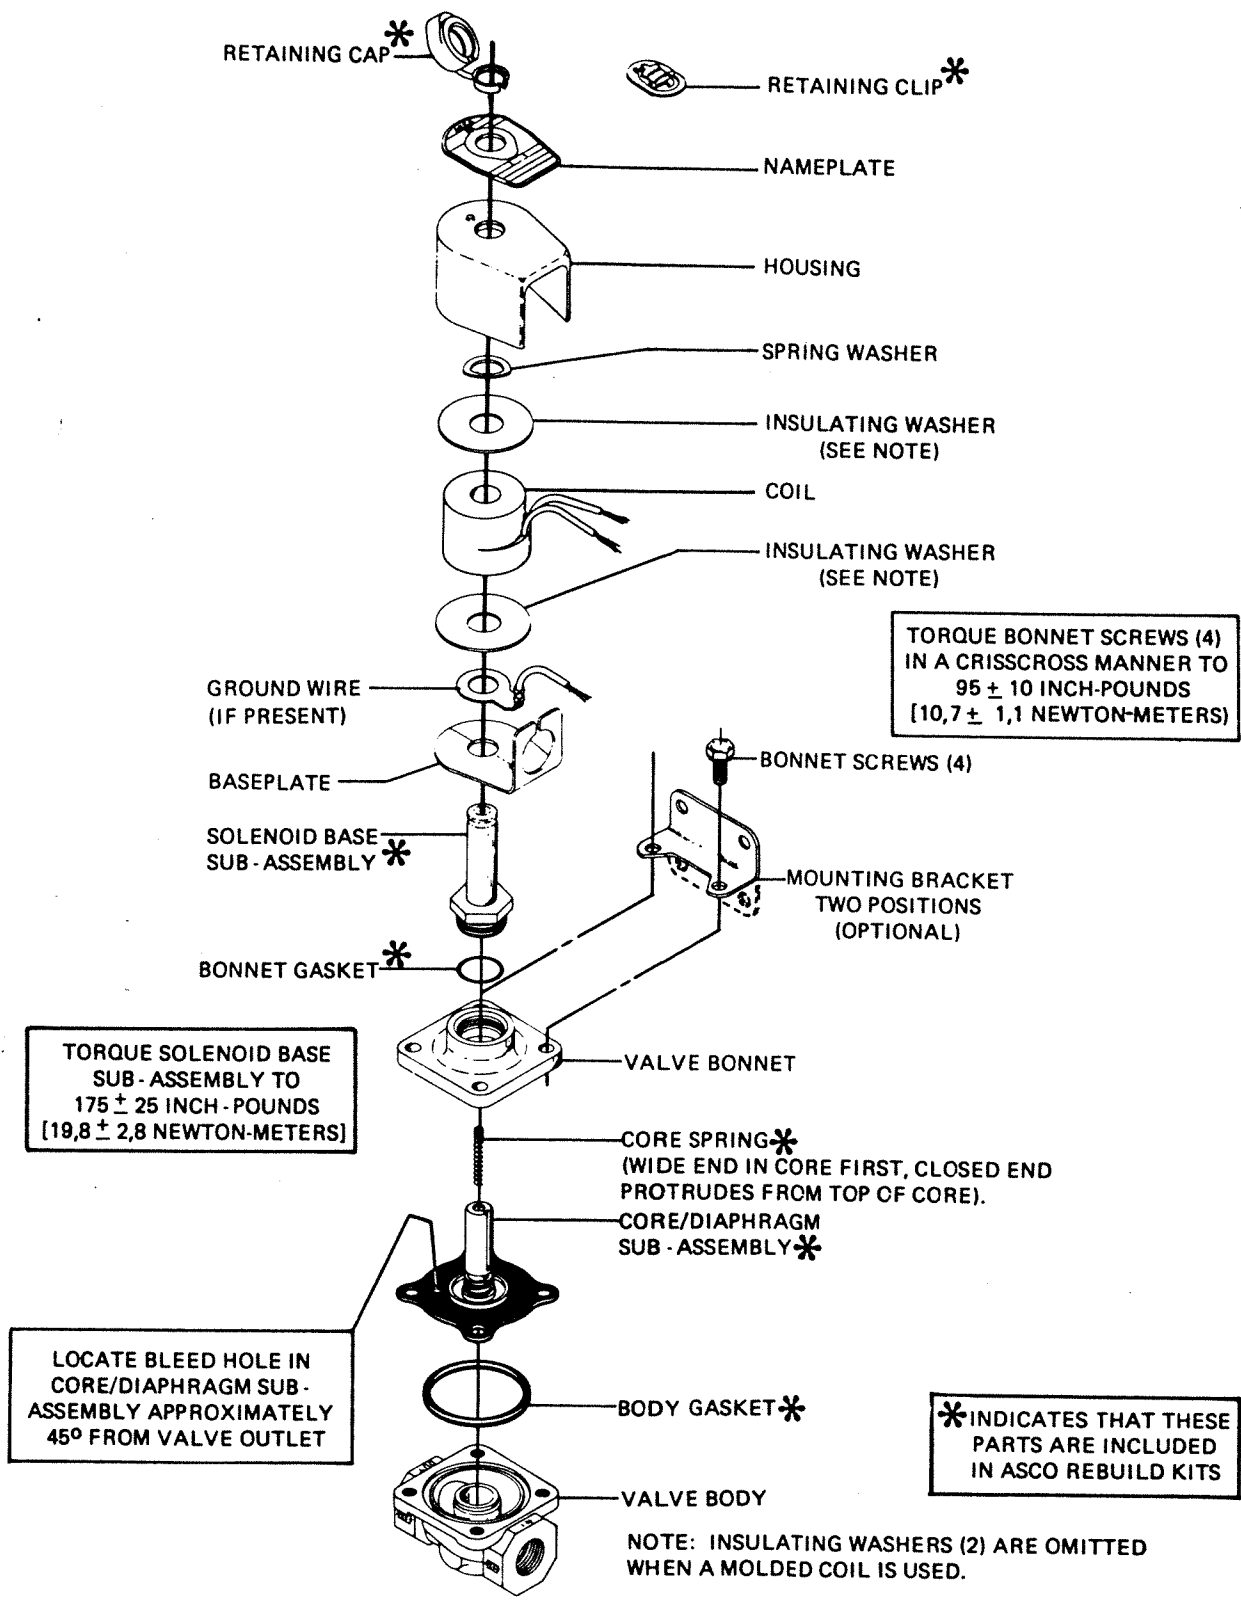 RETAINING CAP*
RETAINING CLIP*
NAMEPLATE
HOUSING
SPRING WASHER
INSULATING WASHER
(SEE NOTE)
COIL
INSULATING WASHER
(SEE NOTE)
TORQUE BONNET SCREWS (4)
IN A CRISSCROSS MANNER TO
95 ± 10 INCH-POUNDS
[10,7 ± 1,1 NEWTON-METERS)
GROUND WIRE
(IF PRESENT)
BONNET SCREWS (4)
BASEPLATE
SOLENOID BASE
SUB-ASSEMBLY*
MOUNTING BRACKET
TWO POSITIONS
(OPTIONAL)
BONNET GASKET*
TORQUE SOLENOID BASE
SUB-ASSEMBLY TO
175 ± 25 INCH-POUNDS
[19,8 ± 2,8 NEWTON-METERS]
VALVE BONNET
CORE SPRING*
(WIDE END IN CORE FIRST, CLOSED END
PROTRUDES FROM TOP OF CORE).
CORE/DIAPHRAGM
SUB-ASSEMBLY*
LOCATE BLEED HOLE IN
CORE/DIAPHRAGM SUB-
ASSEMBLY APPROXIMATELY
45º FROM VALVE OUTLET
BODY GASKET*
*INDICATES THAT THESE
PARTS ARE INCLUDED
IN ASCO REBUILD KITS
VALVE BODY
NOTE: INSULATING WASHERS (2) ARE OMITTED
WHEN A MOLDED COIL IS USED.